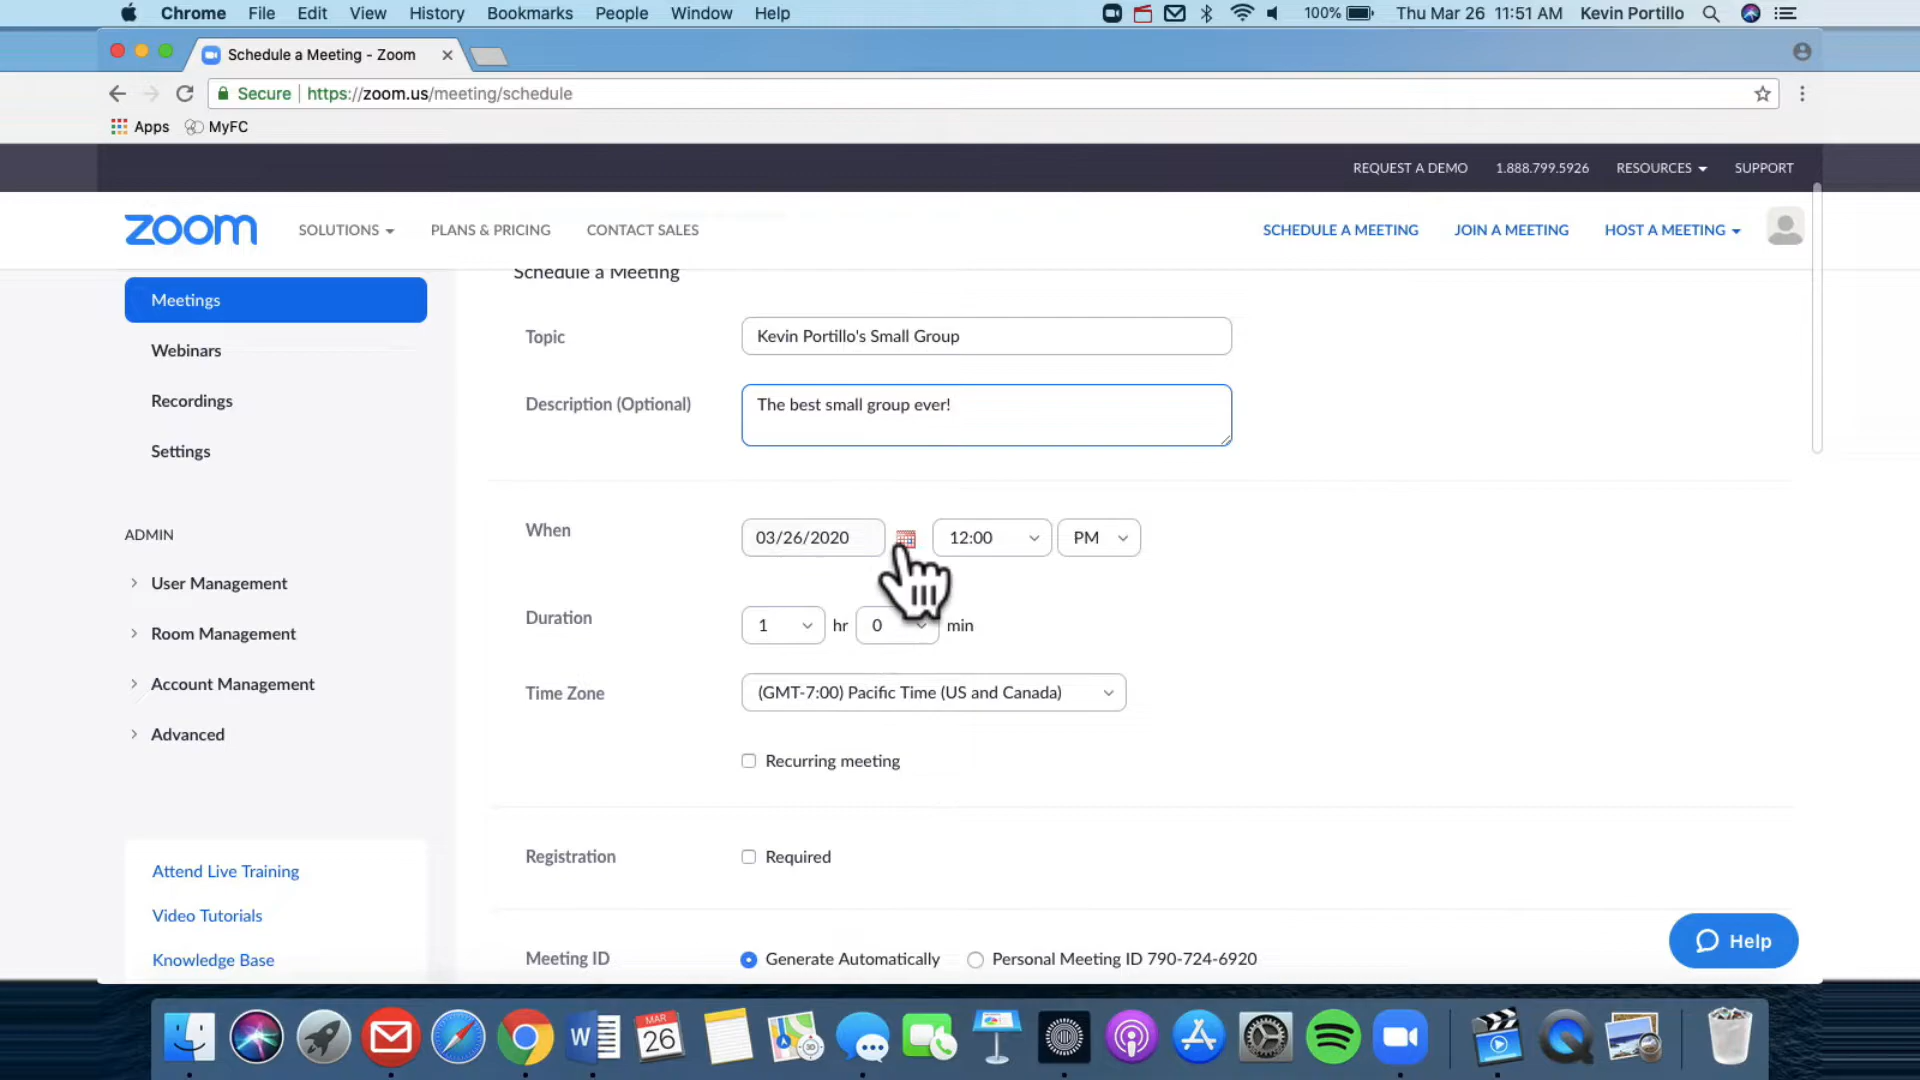 Chrome File Edit View History Bookmarks People Window Help 100% Thu Mar 26 11:51 AM Kevin Portillo
Schedule a Meeting - Zoom
Secure https://zoom.us/meeting/schedule
Apps MyFC
REQUEST A DEMO 1.888.799.5926 RESOURCES SUPPORT
zoom SOLUTIONS PLANS & PRICING CONTACT SALES SCHEDULE A MEETING JOIN A MEETING HOST A MEETING
Schedule a Meeting
Meetings
Webinars
Recordings
Settings
ADMIN
User Management
Room Management
Account Management
Advanced
Attend Live Training
Video Tutorials
Knowledge Base
Topic Kevin Portillo's Small Group
Description (Optional) The best small group ever!
When 03/26/2020 12:00 PM
Duration 1 hr 0 min
Time Zone (GMT-7:00) Pacific Time (US and Canada)
Recurring meeting
Registration Required
Meeting ID Generate Automatically Personal Meeting ID 790-724-6920
Help
W MAR
26
3D